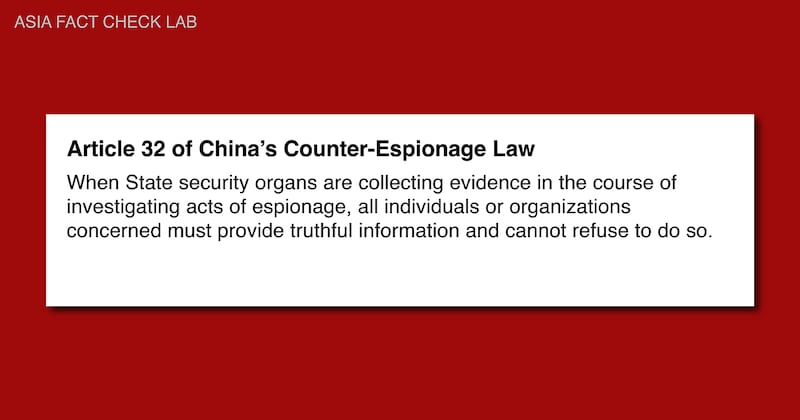 ASIA FACT CHECK LAB
Article 32 of China’s Counter-Espionage Law
When State security organs are collecting evidence in the course of
investigating acts of espionage, all individuals or organizations
concerned must provide truthful information and cannot refuse to do so.